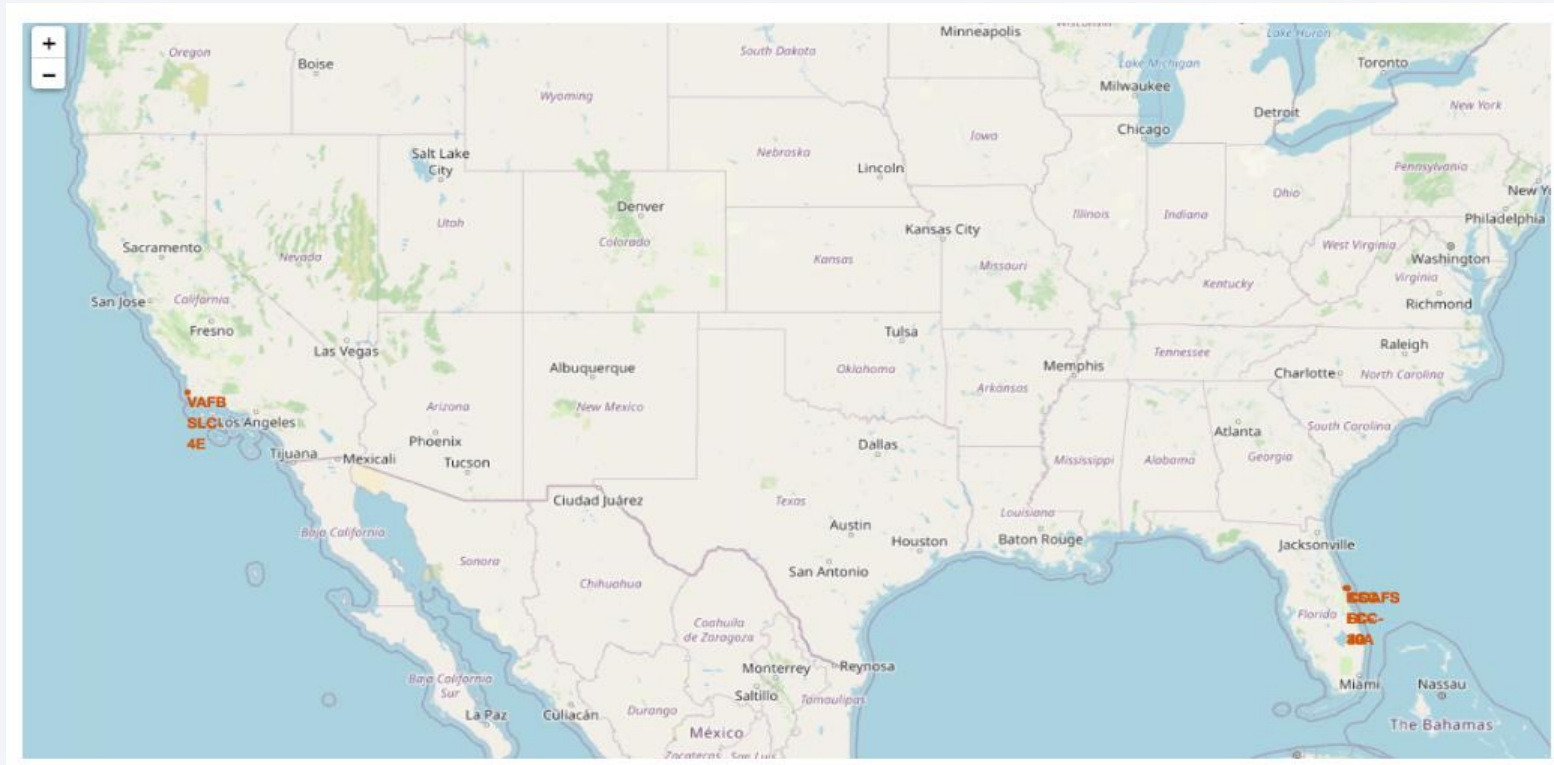 +
−
Oregon
Boise
Wyoming
South Dakota
Minneapolis
Wisconsin
Lake Michigan
Lake Huron
Toronto
Milwaukee
Detroit
New York
Chicago
Iowa
Salt Lake
City
Nebraska
Lincoln
Pennsylvania
Ohio
New Y
Denver
Utah
Colorado
Illinois
Indiana
Philadelphia
Sacramento
Nevada
Kansas City
Kansas
Missouri
West Virginia
Washington
Virginia
Kentucky
San Jose
California
Richmond
Fresno
Las Vegas
Tulsa
Tennessee
Raleigh
Albuquerque
Oklahoma
Memphis
Charlotte
North Carolina
Arkansas
VAFB
SLC-
4E
Los Angeles
Arizona
New Mexico
South Carolina
Atlanta
Phoenix
Dallas
Georgia
Tijuana
Mexicali
Tucson
Mississippi
Alabama
Ciudad Juárez
Texas
Louisiana
Austin
Houston
Baton Rouge
Jacksonville
Baja California
Sonora
San Antonio
Chihuahua
Florida
Coahuila
de Zaragoza
Monterrey
Reynosa
Baja California
Sur
Saltillo
Tamaulipas
Miami
Nassau
La Paz
Culiacán
Durango
México
The Bahamas
Zacatecas
San Luis